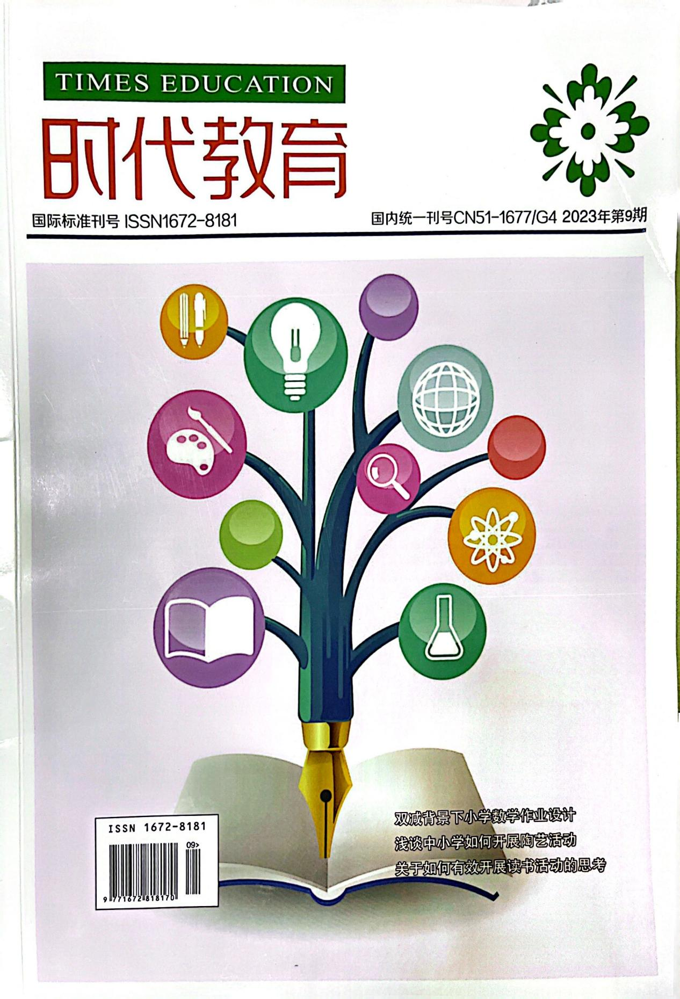 TIMES EDUCATION
时代教育
国际标准刊号 ISSN1672-8181
国内统一刊号CN51-1677/G4 2023年第9期
双减背景下小学数学作业设计
浅谈中小学如何开展陶艺活动
关于如何有效开展读书活动的思考
ISSN 1672-8181
09>
9 771672 818170